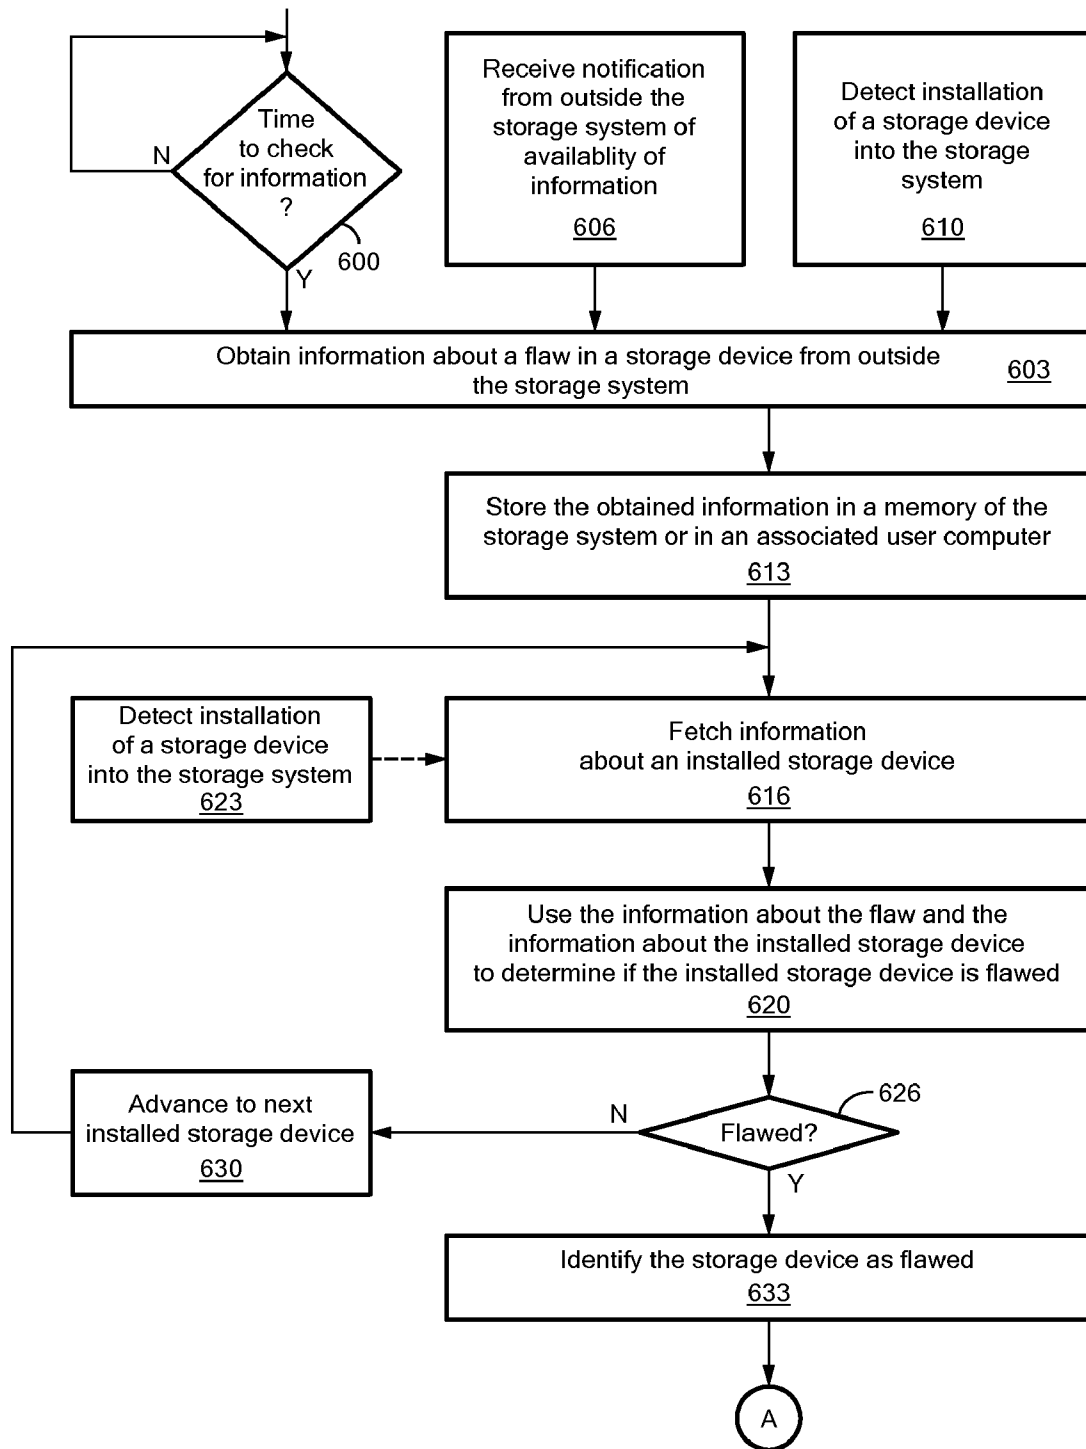 Time
to check
for information
?
N
600
Y
Receive notification
from outside the
storage system of
availablity of
information
606
Detect installation
of a storage device
into the storage
system
610
Obtain information about a flaw in a storage device from outside
the storage system
603
Store the obtained information in a memory of the
storage system or in an associated user computer
613
Detect installation
of a storage device
into the storage system
623
Fetch information
about an installed storage device
616
Use the information about the flaw and the
information about the installed storage device
to determine if the installed storage device is flawed
620
626
Flawed?
N
Y
Advance to next
installed storage device
630
Identify the storage device as flawed
633
A